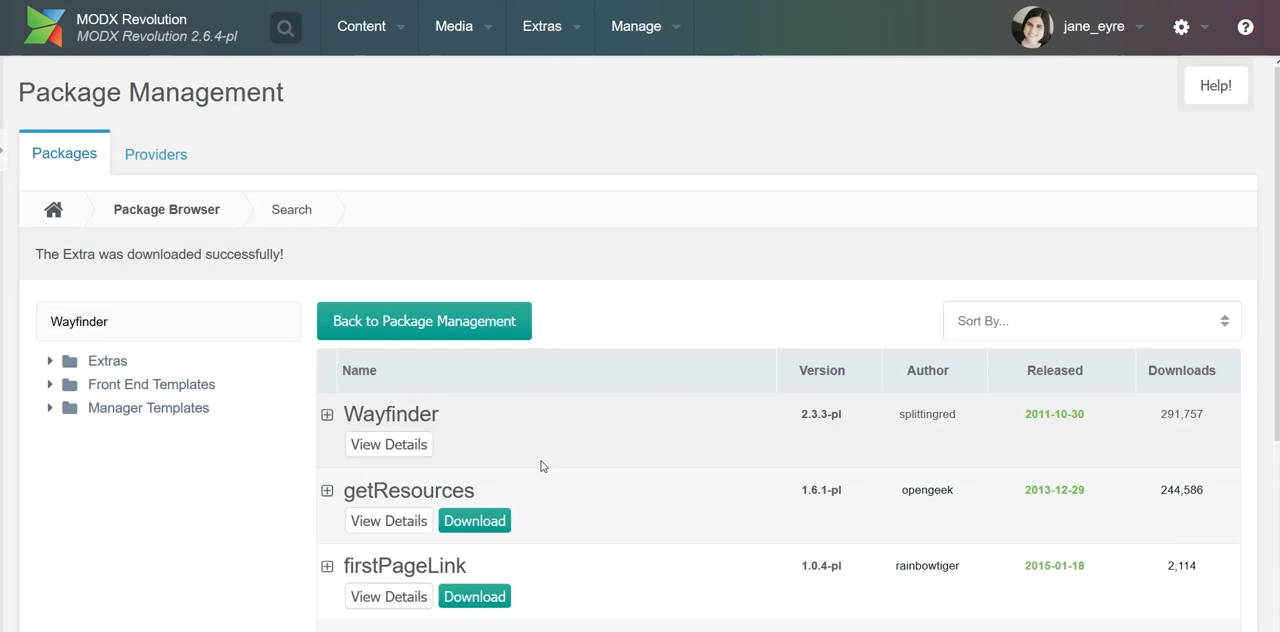 MODX Revolution
MODX Revolution 2.6.4-pl
Content
Media
Extras
Manage
jane_eyre
Package Management
Help!
Packages
Providers
Package Browser
Search
The Extra was downloaded successfully!
Wayfinder
Back to Package Management
Sort By...
Extras
Front End Templates
Manager Templates
Name Version Author Released Downloads
Wayfinder 2.3.3-pl splittingred 2011-10-30 291,757
View Details
getResources 1.6.1-pl opengeek 2013-12-29 244,586
View Details Download
firstPageLink 1.0.4-pl rainbowtiger 2015-01-18 2,114
View Details Download